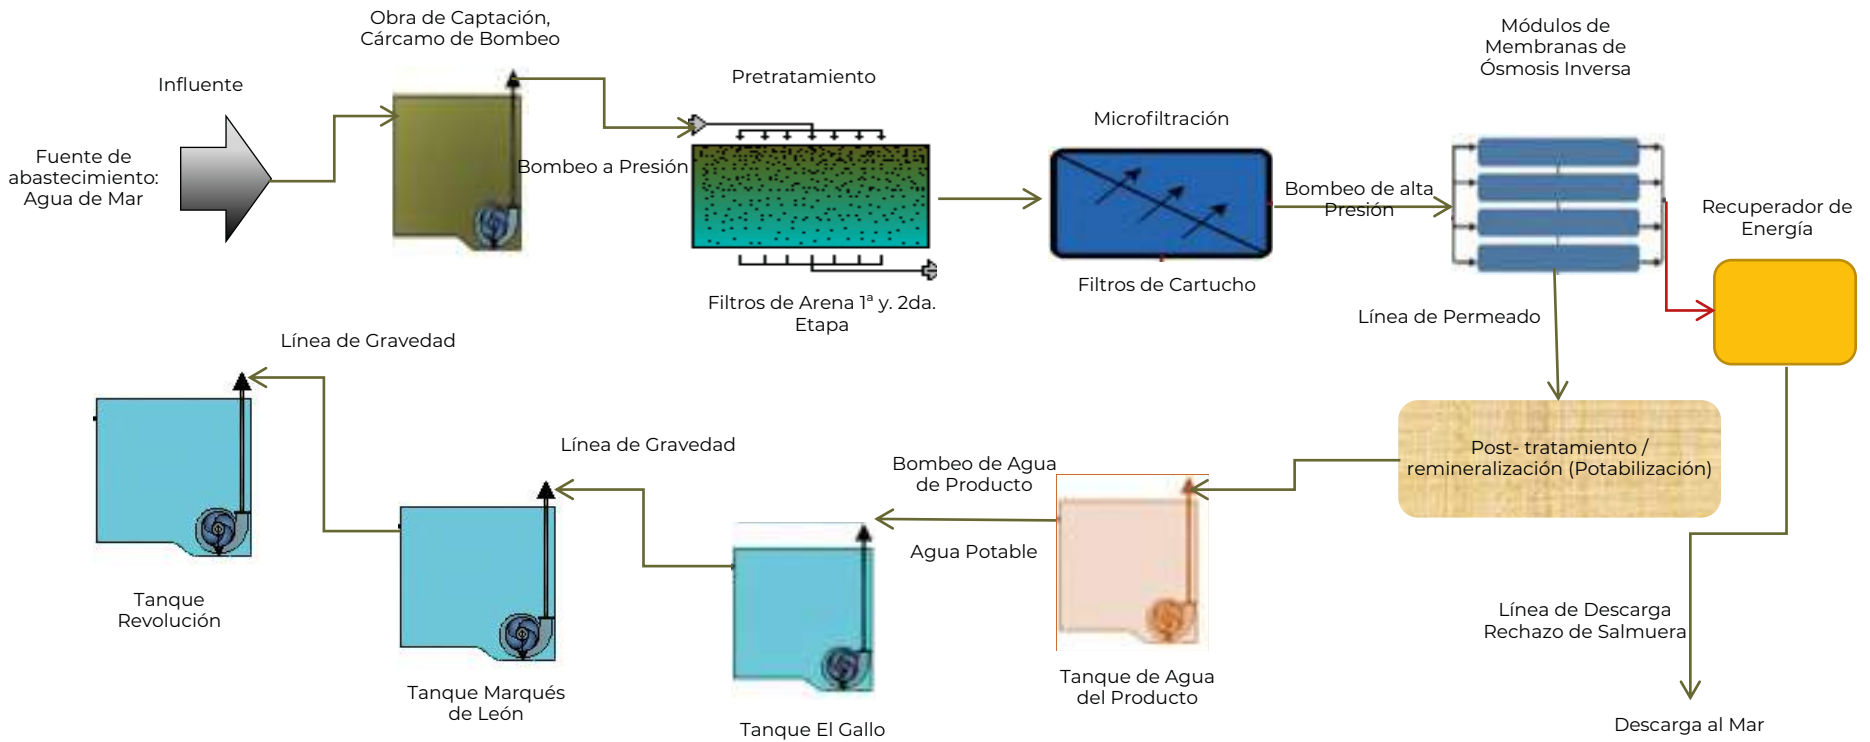 Obra de Captación,
Cárcamo de Bombeo
Influente
Fuente de
abastecimiento:
Agua de Mar
Bombeo a Presión
Pretratamiento
Filtros de Arena 1ª y. 2da.
Etapa
Microfiltración
Filtros de Cartucho
Bombeo de alta
Presión
Módulos de
Membranas de
Ósmosis Inversa
Recuperador de
Energía
Línea de Permeado
Post- tratamiento /
remineralización (Potabilización)
Línea de Descarga
Rechazo de Salmuera
Descarga al Mar
Bombeo de Agua
de Producto
Agua Potable
Tanque de Agua
del Producto
Línea de Gravedad
Tanque El Gallo
Línea de Gravedad
Tanque Marqués
de León
Tanque
Revolución